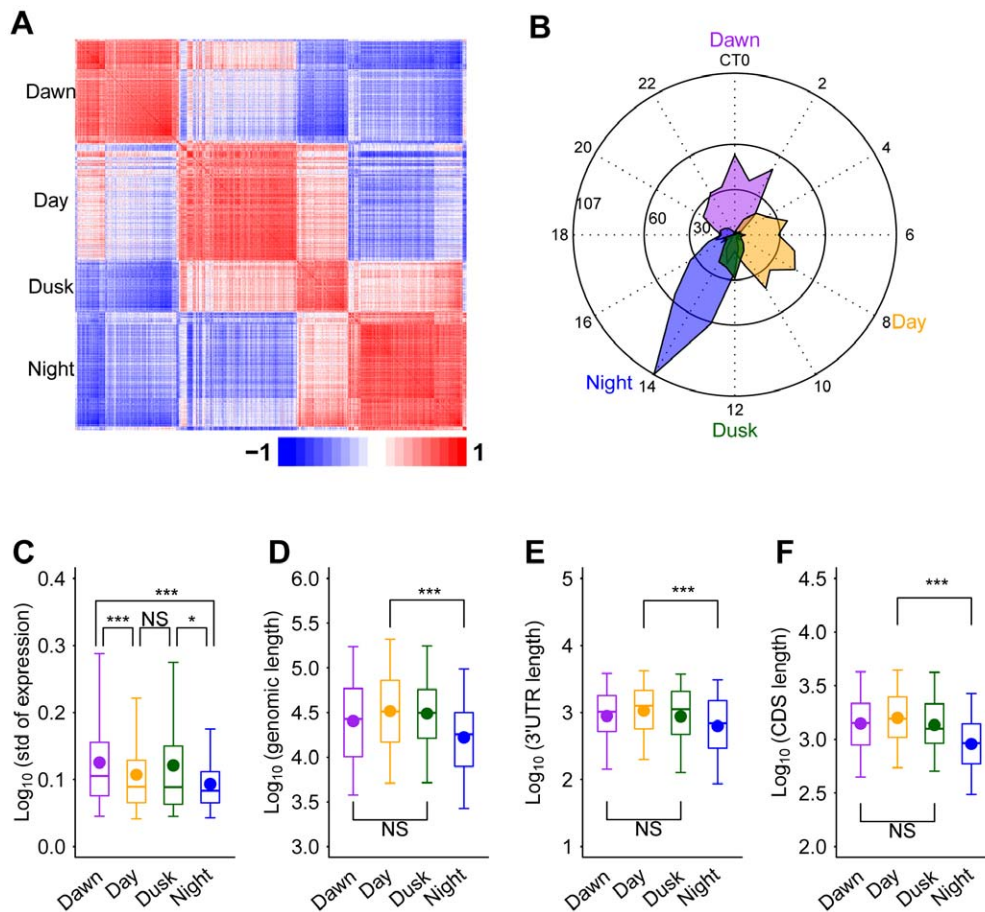 A
Dawn
Day
Dusk
Night
−1 1
B
Dawn
CT0
22 2
20 4
107 60 30
18 6
16 8 Day
Night 14 10
12
Dusk
C
Log10 (std of expression)
0.4
0.3
0.2
0.1
0.0
***
*** NS *
Dawn Day Dusk Night
D
Log10 (genomic length)
6.0
5.5
5.0
4.5
4.0
3.5
3.0
***
NS
Dawn Day Dusk Night
E
Log10 (3'UTR length)
5
4
3
2
1
***
NS
Dawn Day Dusk Night
F
Log10 (CDS length)
4.5
4.0
3.5
3.0
2.5
2.0
***
NS
Dawn Day Dusk Night